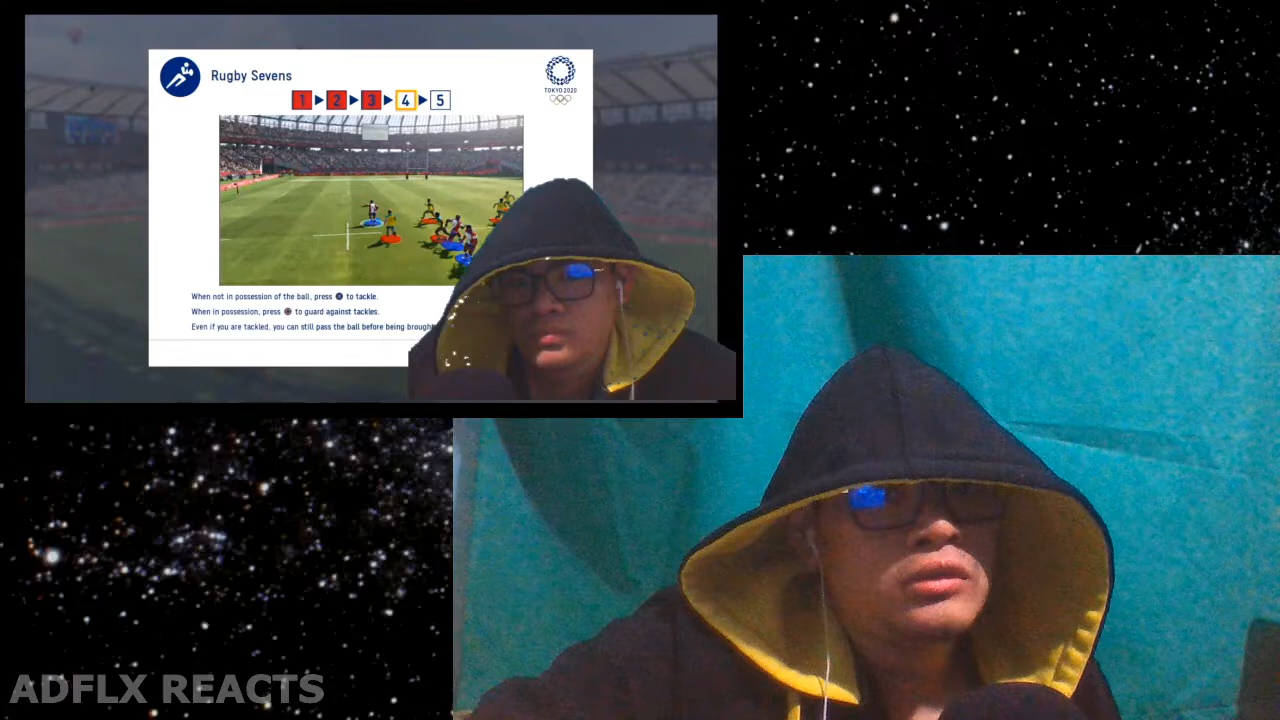 Rugby Sevens
TOKYO 2020
1 2 3 4 5
When not in possession of the ball, press to tackle.
When in possession, press to guard against tackles.
Even if you are tackled, you can still pass the ball before being brought
ADFLX REACTS